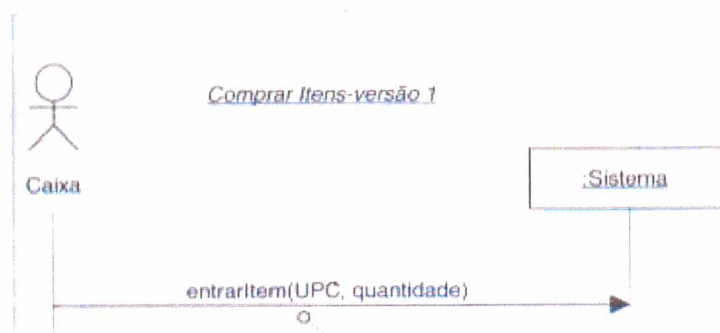 Comprar Itens-versão 1
Caixa
:Sistema
entrarItem(UPC, quantidade)